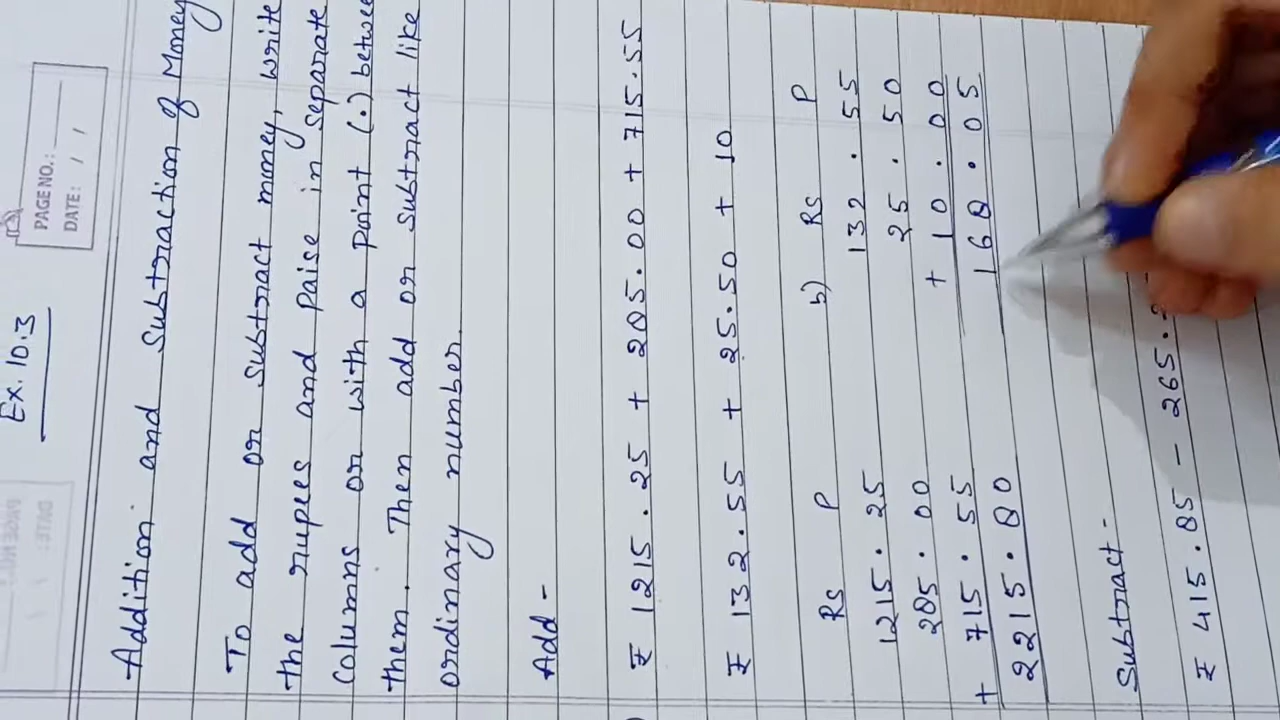 PAGE NO.:
DATE: / /
Ex. 10.3
Addition and Subtraction of Money
To add or subtract money, write
the rupees and paise in separate
columns or with a point (.) betwee
them. Then add or subtract like
ordinary number.
Add -
₹ 1215.25 + 285.00 + 715.55
₹ 132.55 + 25.50 + 10
Rs P b) Rs P
1215.25 132.55
285.00 25.50
+ 715.55 + 10.00
2215.80 168.05
Subtract -
₹ 415.85 - 265.